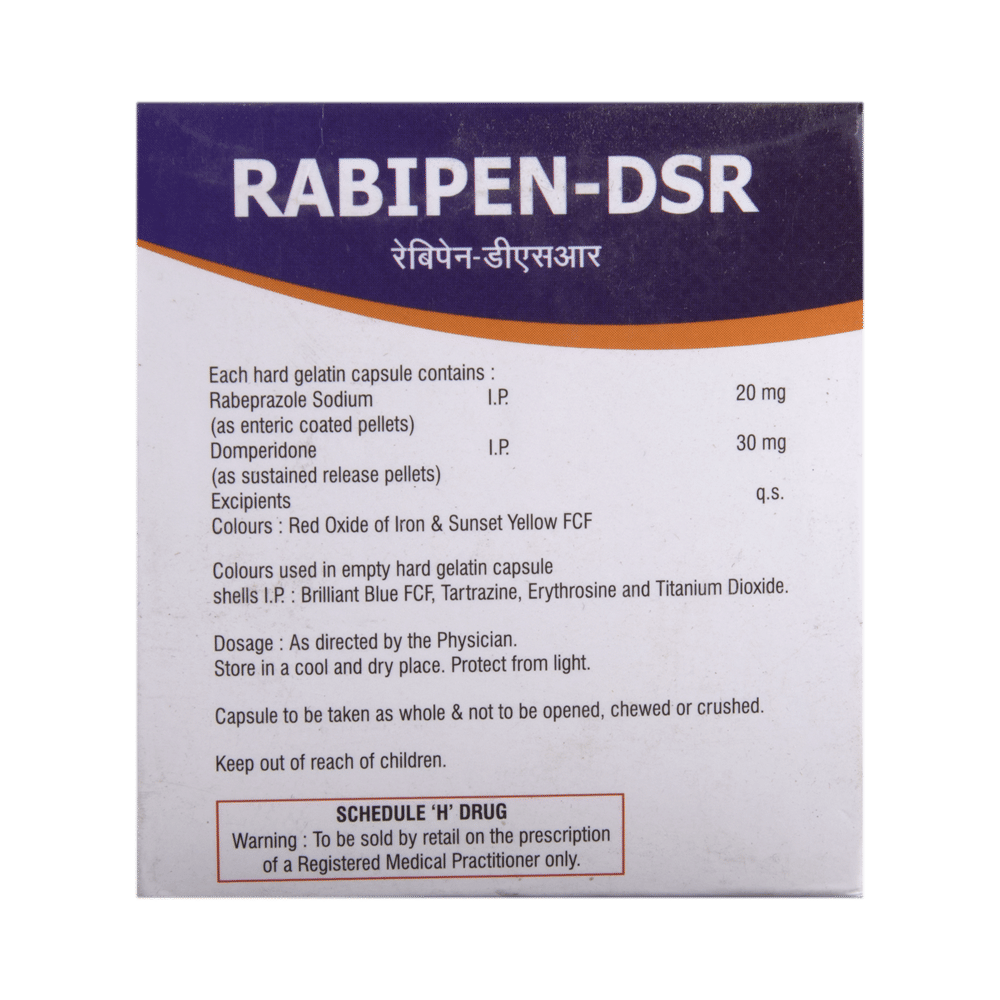 RABIPEN-DSR
रेबिपेन-डीएसआर
Each hard gelatin capsule contains :
Rabeprazole Sodium I.P. 20 mg
(as enteric coated pellets)
Domperidone I.P. 30 mg
(as sustained release pellets)
Excipients q.s.
Colours : Red Oxide of Iron & Sunset Yellow FCF
Colours used in empty hard gelatin capsule
shells I.P. : Brilliant Blue FCF, Tartrazine, Erythrosine and Titanium Dioxide.
Dosage : As directed by the Physician.
Store in a cool and dry place. Protect from light.
Capsule to be taken as whole & not to be opened, chewed or crushed.
Keep out of reach of children.
SCHEDULE ‘H’ DRUG
Warning : To be sold by retail on the prescription
of a Registered Medical Practitioner only.